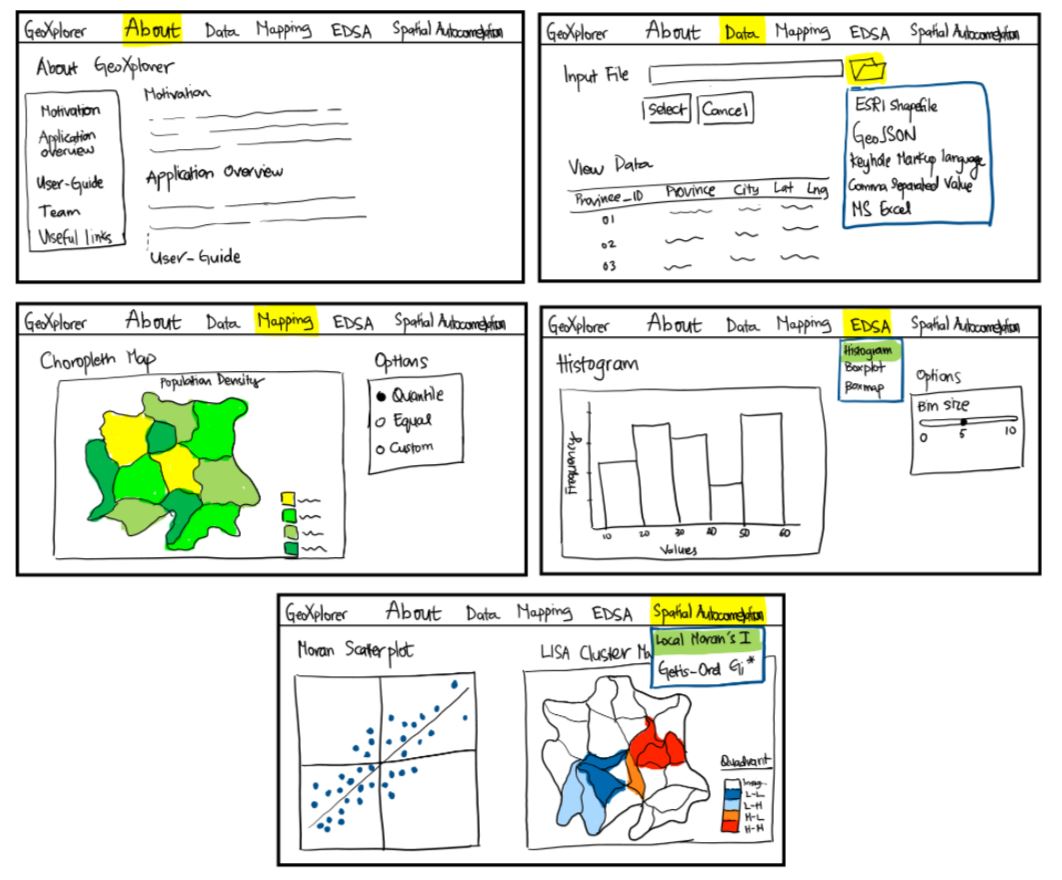 GeoXplorer About Data Mapping EDSA Spatial Autocorrelation
About GeoXplorer
Motivation
Application overview
User-Guide
Team
Useful links
Motivation
Application Overview
User-Guide
GeoXplorer About Data Mapping EDSA Spatial Autocorrelation
Input File
Select Cancel
ESRI Shapefile
GeoJSON
Keyhole Markup language
Comma Separated Value
MS Excel
View Data
Province_ID Province City Lat Lng
01
02
03
GeoXplorer About Data Mapping EDSA Spatial Autocorrelation
Choropleth Map
Population Density
Options
Quantile
Equal
Custom
GeoXplorer About Data Mapping EDSA Spatial Autocorrelation
Histogram
Boxplot
Boxmap
Histogram
Frequency
10 20 30 40 50 60
Values
Options
Bin size
0 5 10
GeoXplorer About Data Mapping EDSA Spatial Autocorrelation
Local Moran's I
Getis-Ord Gi*
Moran Scatterplot
LISA Cluster Ma
Quadrant
Insig.
L-L
L-H
H-L
H-H